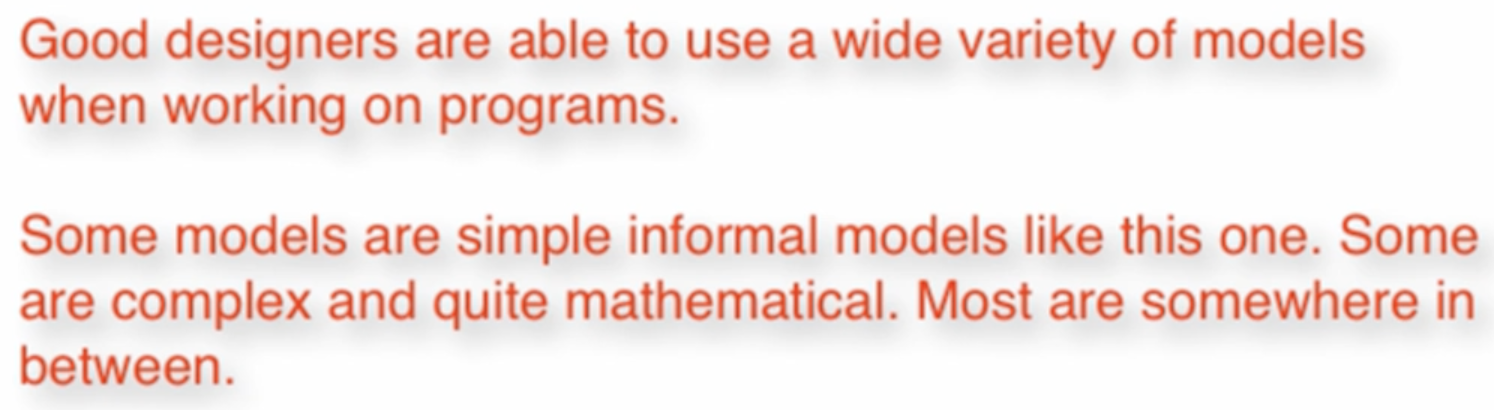 Good designers are able to use a wide variety of models
when working on programs.
Some models are simple informal models like this one. Some
are complex and quite mathematical. Most are somewhere in
between.